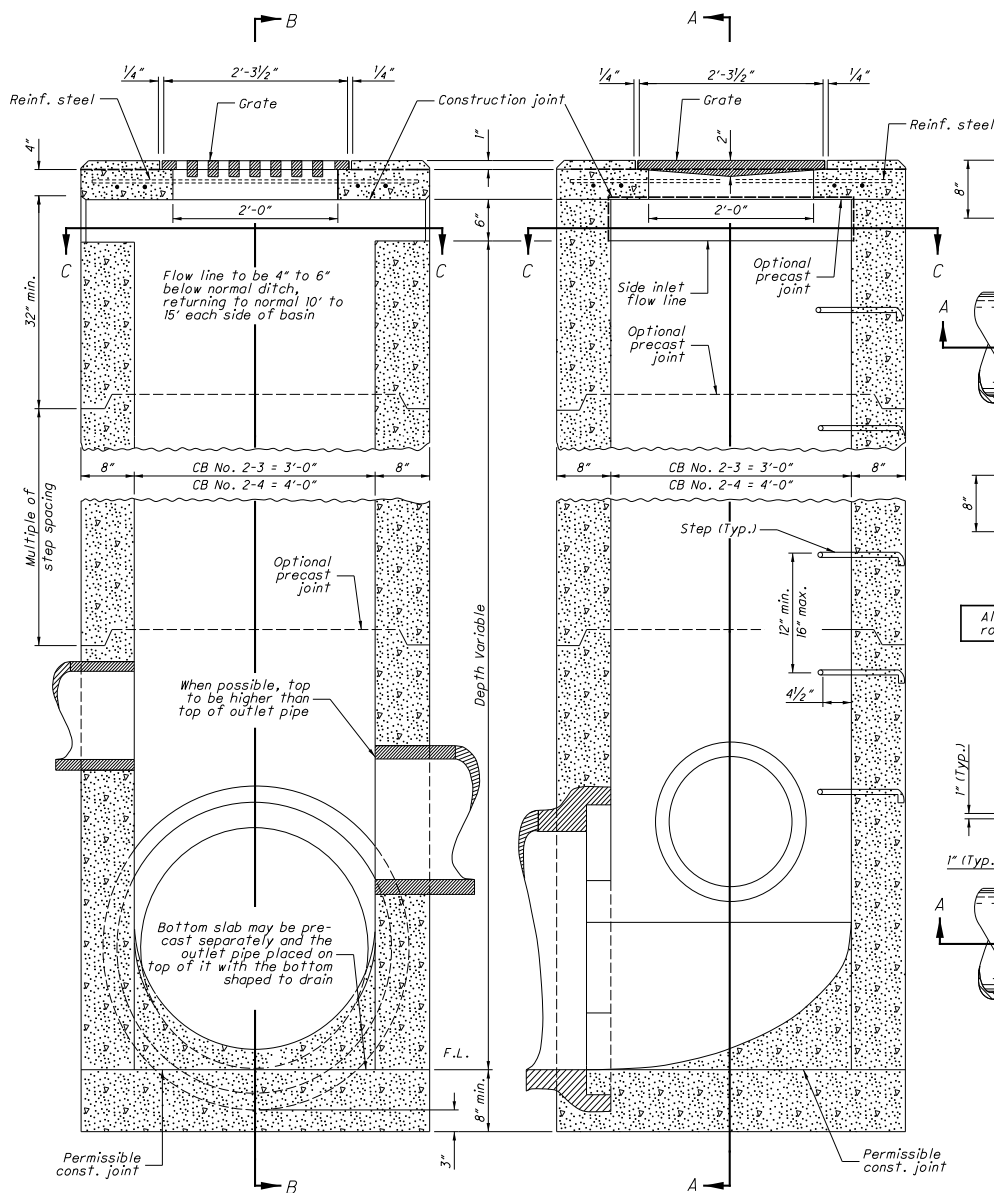 B
A
1/4"
2'-3 1/2"
1/4"
1/4"
2'-3 1/2"
1/4"
Reinf. steel
Grate
Construction joint
Grate
Reinf. steel
4"
1"
2"
8"
2'-0"
6"
2'-0"
C
C
C
C
32" min.
Flow line to be 4" to 6"
below normal ditch,
returning to normal 10' to
15' each side of basin
Side inlet
flow line
Optional
precast
joint
Optional
precast
joint
A
8"
CB No. 2-3 = 3'-0"
CB No. 2-4 = 4'-0"
8"
8"
CB No. 2-3 = 3'-0"
CB No. 2-4 = 4'-0"
8"
8"
Multiple of
step spacing
Optional
precast
joint
Step (Typ.)
12" min.
16" max.
Al
ro
Depth Variable
When possible, top
to be higher than
top of outlet pipe
4 1/2"
1" (Typ.)
1" (Typ.
A
Bottom slab may be pre-
cast separately and the
outlet pipe placed on
top of it with the bottom
shaped to drain
F.L.
8" min.
3"
Permissible
const. joint
Permissible
const. joint
B
A